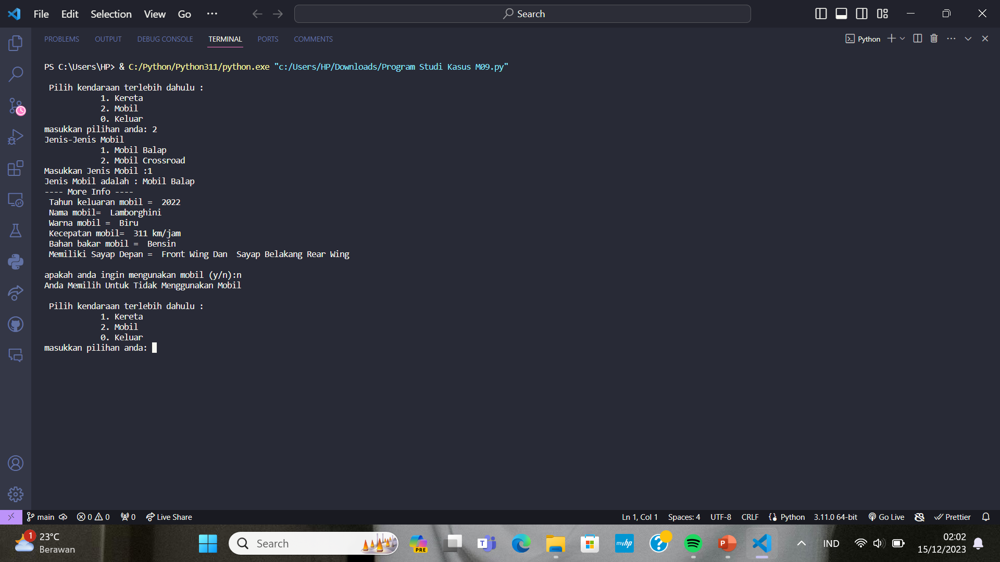 File Edit Selection View Go ···
Search
PROBLEMS OUTPUT DEBUG CONSOLE TERMINAL PORTS COMMENTS
Python
PS C:\Users\HP> & C:/Python/Python311/python.exe "c:/Users/HP/Downloads/Program Studi Kasus M09.py"
Pilih kendaraan terlebih dahulu :
1. Kereta
2. Mobil
0. Keluar
masukkan pilihan anda: 2
Jenis-Jenis Mobil
1. Mobil Balap
2. Mobil Crossroad
Masukkan Jenis Mobil :1
Jenis Mobil adalah : Mobil Balap
---- More Info ----
Tahun keluaran mobil =  2022
Nama mobil=  Lamborghini
Warna mobil =  Biru
Kecepatan mobil=  311 km/jam
Bahan bakar mobil =  Bensin
Memiliki Sayap Depan =  Front Wing Dan  Sayap Belakang Rear Wing
apakah anda ingin mengunakan mobil (y/n):n
Anda Memilih Untuk Tidak Menggunakan Mobil
Pilih kendaraan terlebih dahulu :
1. Kereta
2. Mobil
0. Keluar
masukkan pilihan anda:
main 0 0 0 Live Share Ln 1, Col 1 Spaces: 4 UTF-8 CRLF Python 3.11.0 64-bit Go Live Prettier
1 23°C
Berawan
Search
PRE
T
myhp
?
P
IND
02:02
15/12/2023